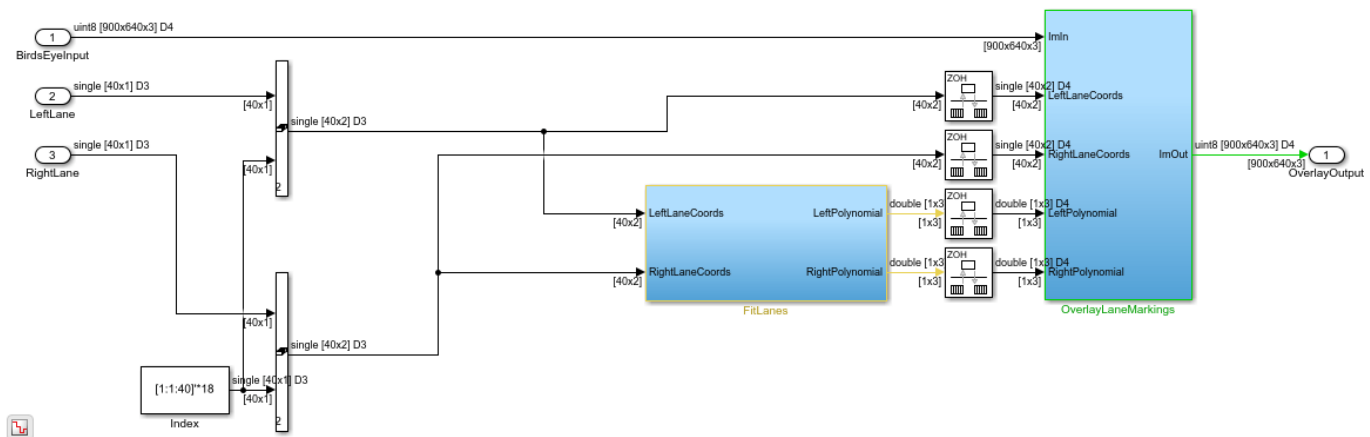 1
uint8 [900x640x3] D4
BirdsEyeInput
[900x640x3]
ImIn
2
single [40x1] D3
[40x1]
LeftLane
3
single [40x1] D3
RightLane
[40x1]
single [40x2] D3
2
ZOH
[40x2]
single [40x2] D4
[40x2]
LeftLaneCoords
ZOH
[40x2]
single [40x2] D4
[40x2]
RightLaneCoords
ImOut
uint8 [900x640x3] D4
[900x640x3]
1
OverlayOutput
LeftLaneCoords
[40x2]
LeftPolynomial
double [1x3
[1x3]
ZOH
double [1x3] D4
[1x3]
LeftPolynomial
RightLaneCoords
[40x2]
RightPolynomial
double [1x3
[1x3]
ZOH
double [1x3] D4
[1x3]
RightPolynomial
FitLanes
OverlayLaneMarkings
[40x1]
single [40x2] D3
[1:1:40]'*18
Index
single [40x1] D3
[40x1]
2